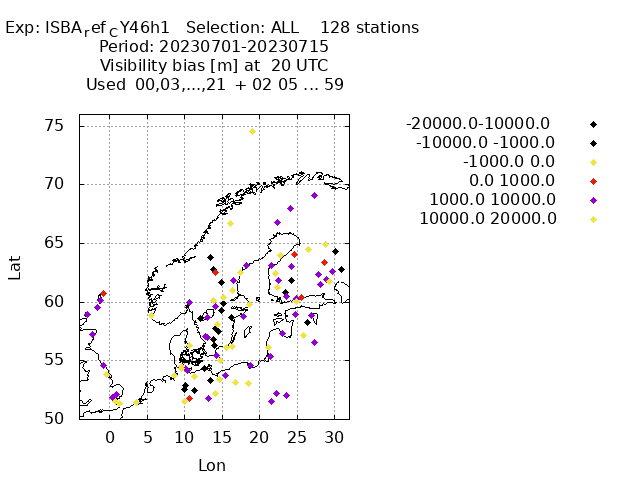 Exp: ISBA_ref_CY46h1 Selection: ALL 128 stations
Period: 20230701-20230715
Visibility bias [m] at 20 UTC
Used 00,03,...,21 + 02 05 ... 59
-20000.0-10000.0
-10000.0 -1000.0
-1000.0 0.0
0.0 1000.0
1000.0 10000.0
10000.0 20000.0
75
70
65
60
55
50
Lat
0 5 10 15 20 25 30
Lon